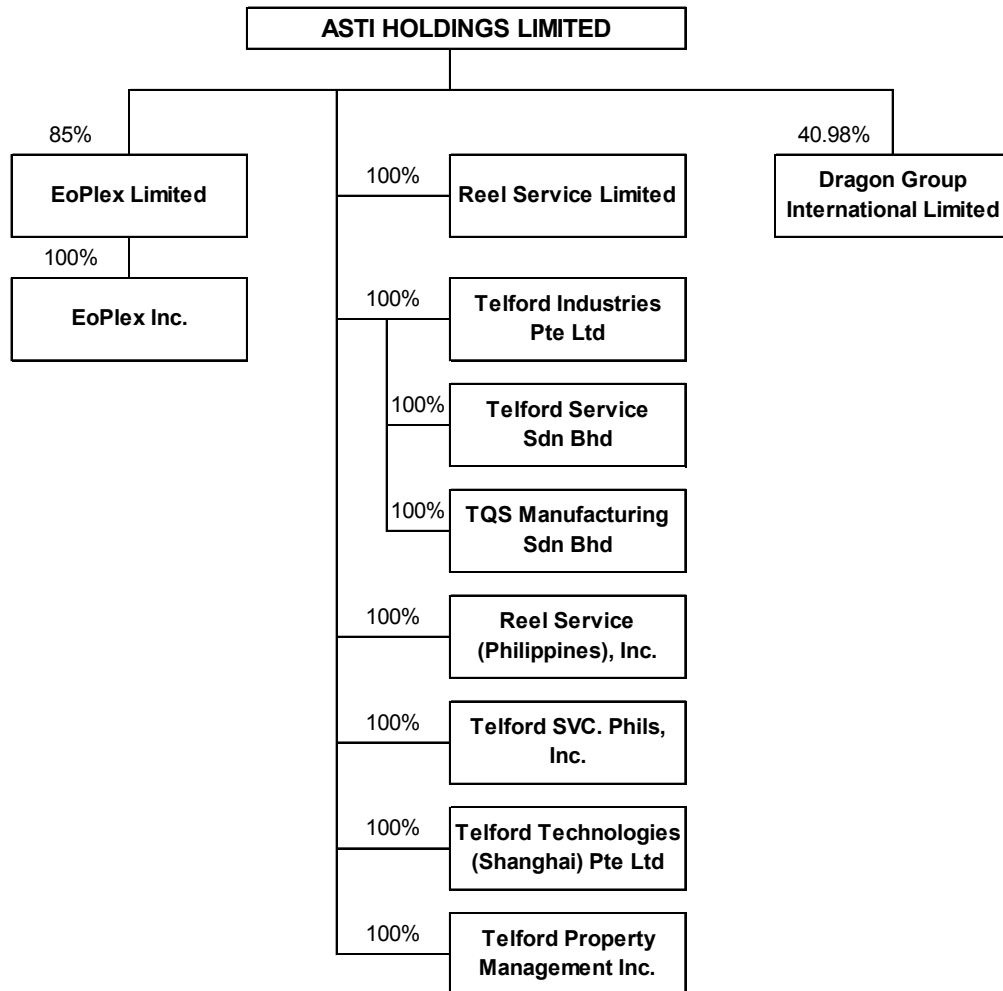 ASTI HOLDINGS LIMITED
85%
EoPlex Limited
100%
EoPlex Inc.
100%
Reel Service Limited
100%
Telford Industries
Pte Ltd
100%
Telford Service
Sdn Bhd
100%
TQS Manufacturing
Sdn Bhd
100%
Reel Service
(Philippines), Inc.
100%
Telford SVC. Phils,
Inc.
100%
Telford Technologies
(Shanghai) Pte Ltd
100%
Telford Property
Management Inc.
40.98%
Dragon Group
International Limited